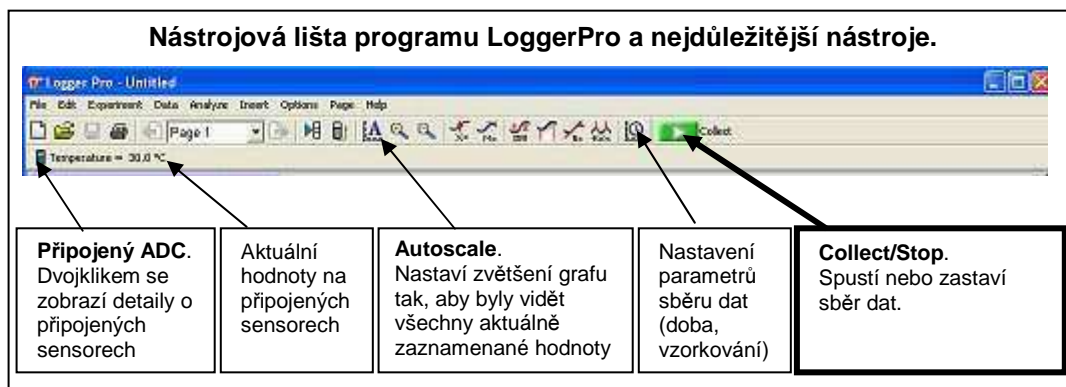 Nástrojová lišta programu LoggerPro a nejdůležitější nástroje.
Logger Pro - Untitled
File Edit Experiment Data Analyze Insert Options Page Help
Page 1
Collect
Temperature = 30.0 °C
Připojený ADC.
Dvojklikem se
zobrazí detaily o
připojených
sensorech
Aktuální
hodnoty na
připojených
sensorech
Autoscale.
Nastaví zvětšení grafu
tak, aby byly vidět
všechny aktuálně
zaznamenané hodnoty
Nastavení
parametrů
sběru dat
(doba,
vzorkování)
Collect/Stop.
Spustí nebo zastaví
sběr dat.